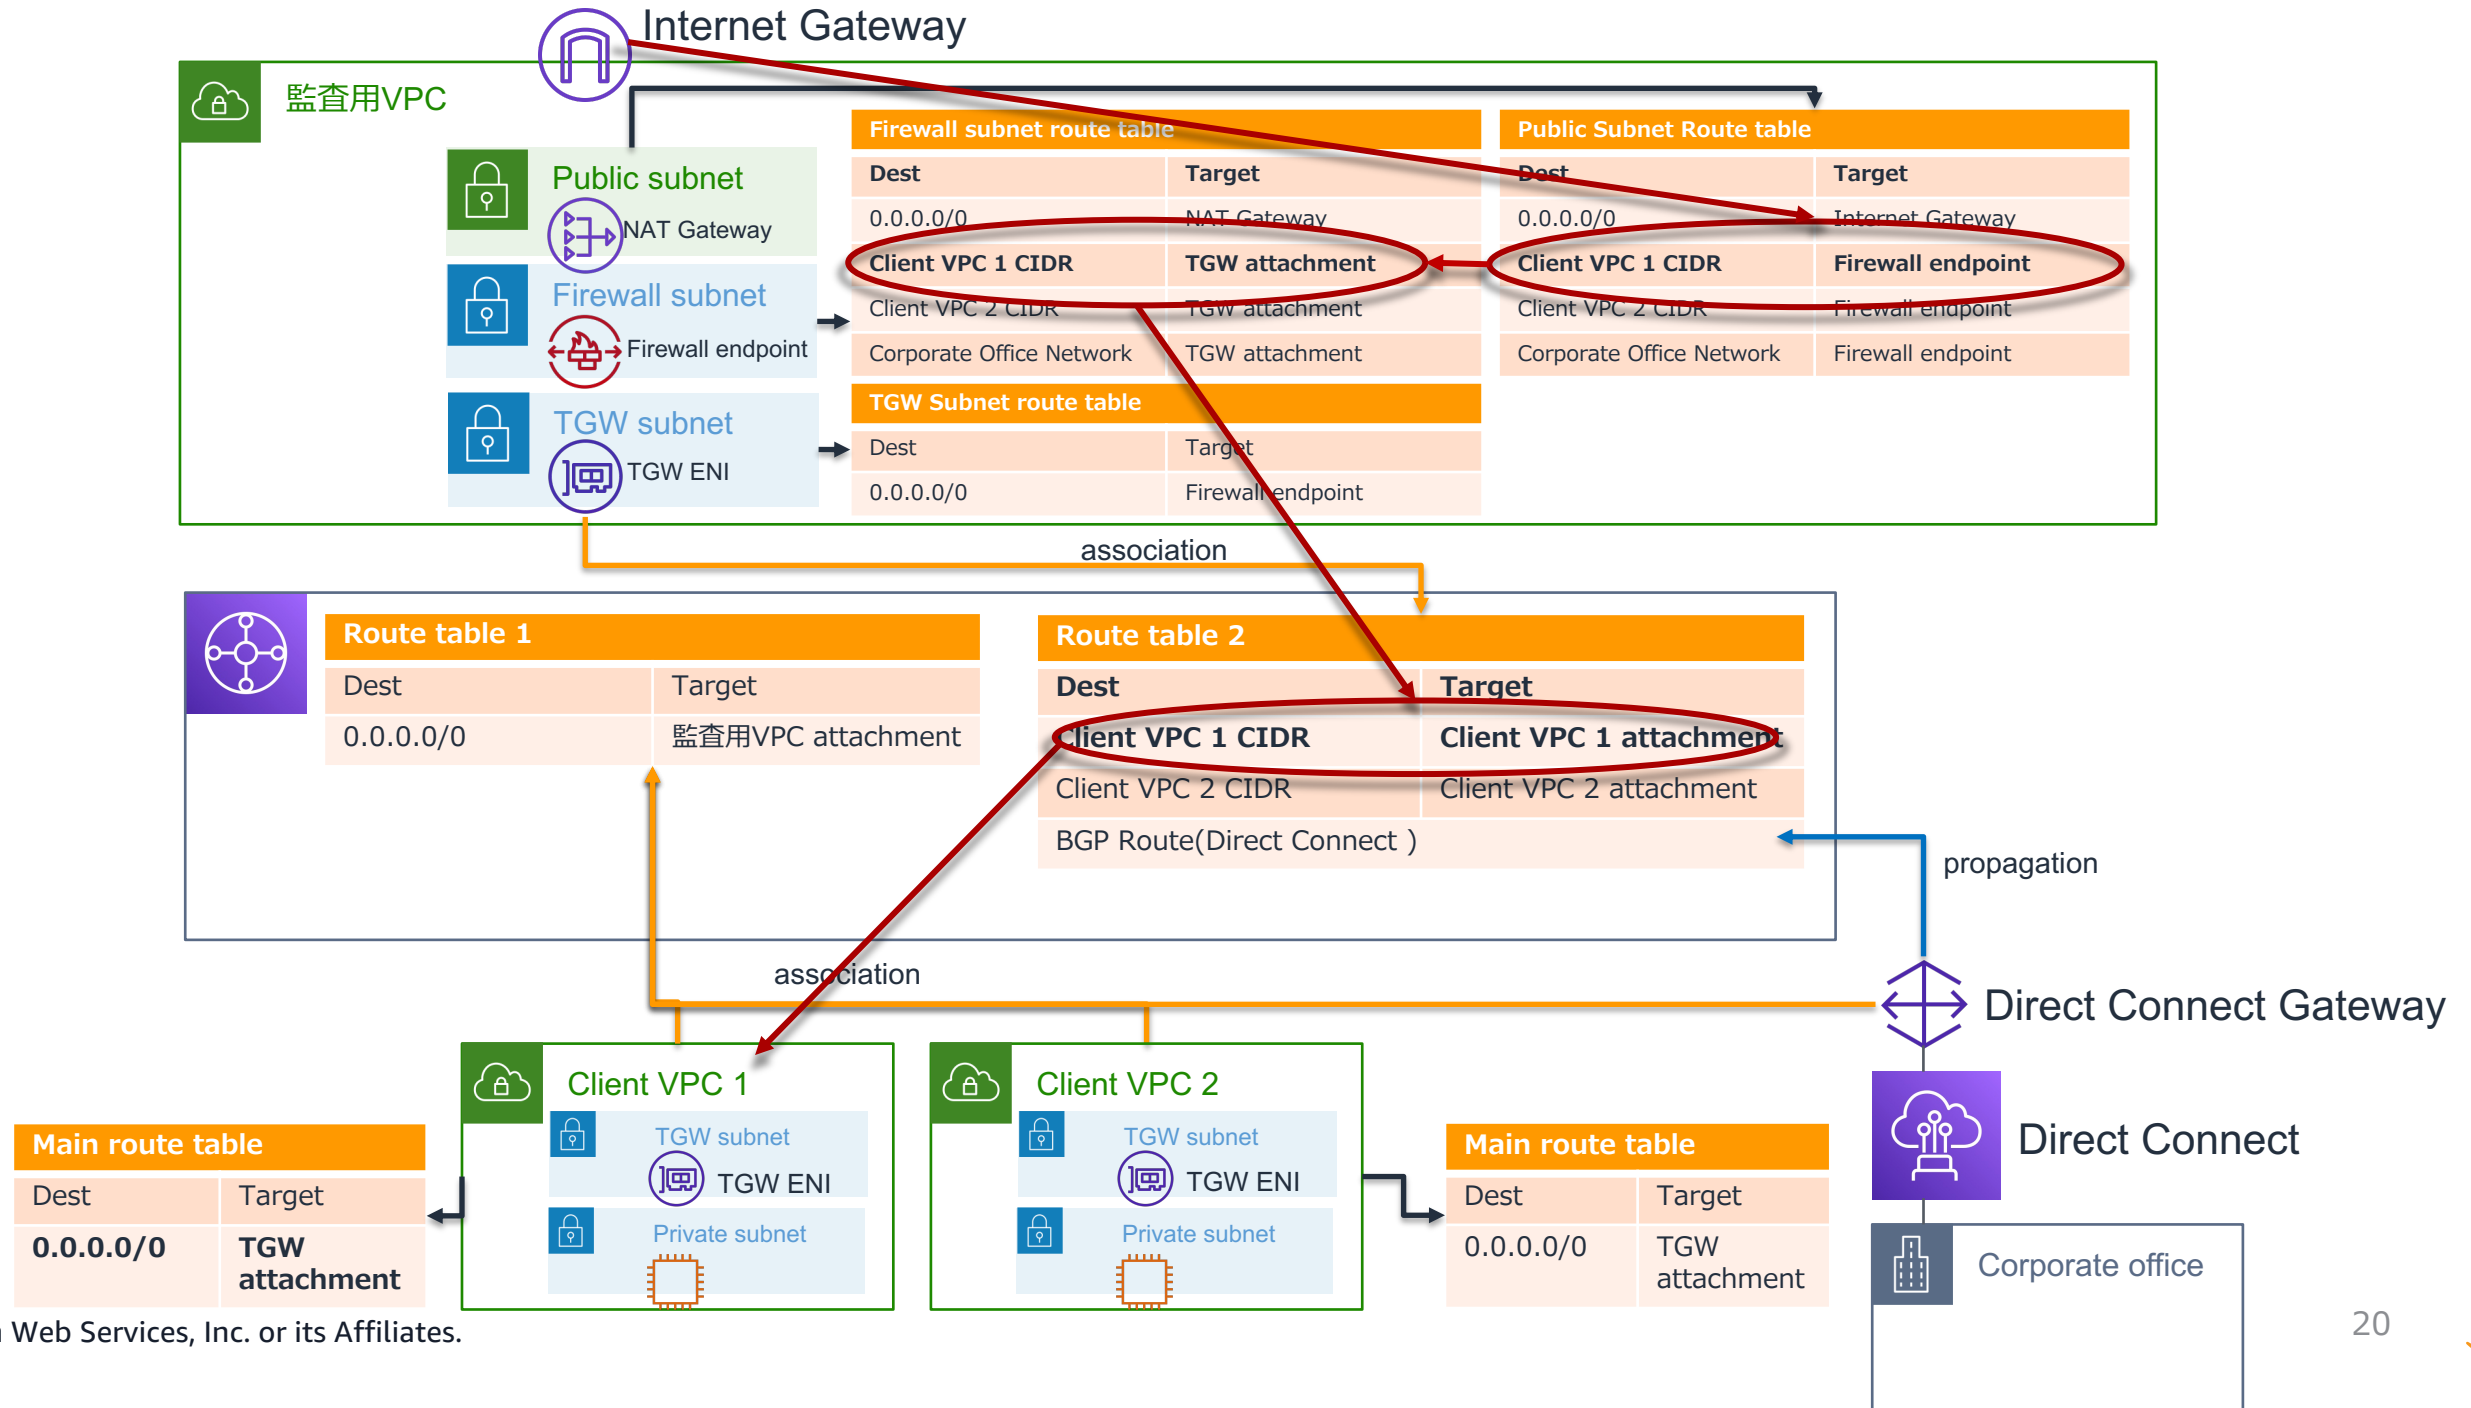 Internet Gateway
監査用VPC
Public subnet
NAT Gateway
Firewall subnet
Firewall endpoint
TGW subnet
TGW ENI
Firewall subnet route table
Dest Target
0.0.0.0/0 NAT Gateway
Client VPC 1 CIDR TGW attachment
Client VPC 2 CIDR TGW attachment
Corporate Office Network TGW attachment
Public Subnet Route table
Dest Target
0.0.0.0/0 Internet Gateway
Client VPC 1 CIDR Firewall endpoint
Client VPC 2 CIDR Firewall endpoint
Corporate Office Network Firewall endpoint
TGW Subnet route table
Dest Target
0.0.0.0/0 Firewall endpoint
association
Route table 1
Dest Target
0.0.0.0/0 監査用VPC attachment
Route table 2
Dest Target
Client VPC 1 CIDR Client VPC 1 attachment
Client VPC 2 CIDR Client VPC 2 attachment
BGP Route(Direct Connect )
propagation
association
Direct Connect Gateway
Direct Connect
Corporate office
Client VPC 1
TGW subnet
TGW ENI
Private subnet
Client VPC 2
TGW subnet
TGW ENI
Private subnet
Main route table
Dest Target
0.0.0.0/0 TGW
attachment
Main route table
Dest Target
0.0.0.0/0 TGW
attachment
Web Services, Inc. or its Affiliates.
20